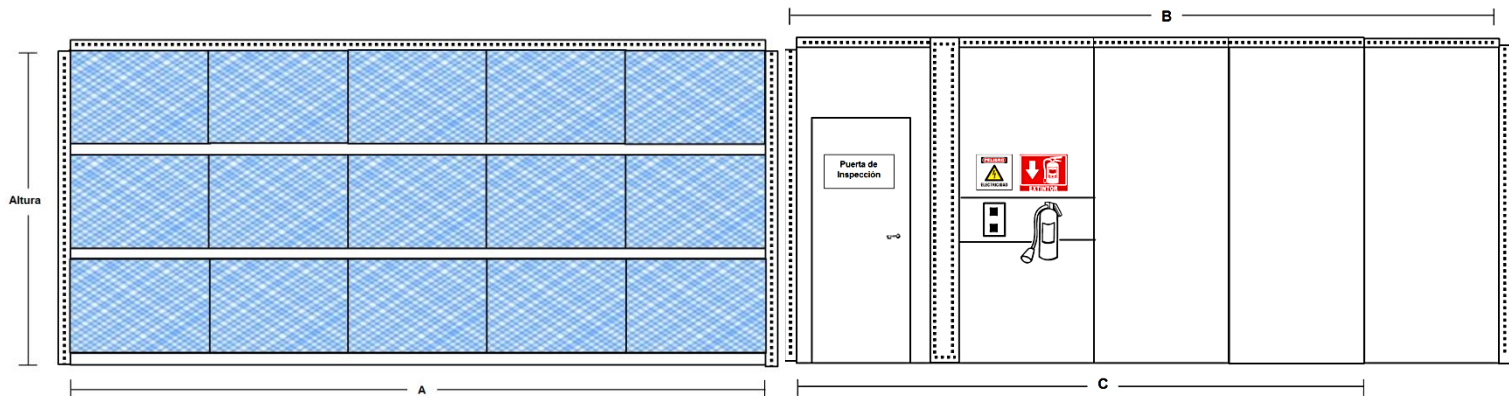 B
Altura
Puerta de
Inspección
PELIGRO
ELECTRICIDAD
EXTINTOR
A
C